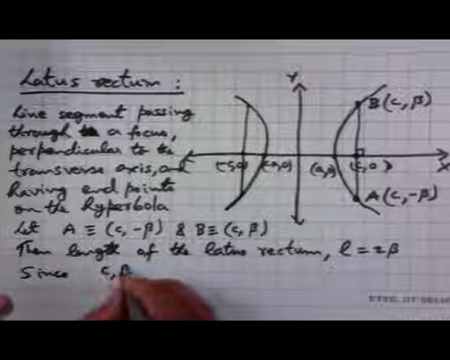 Latus rectum :
Line segment passing
through a focus,
perpendicular to the
transverse axis, and
having end points
on the hyperbola
Let A ≡ (c, -β) & B ≡ (c, β)
Then length of the latus rectum, l = 2β
Since c, β
Y
B (c, β)
(-c,0) (-a,0) (a,0) (c, 0) X
A (c, -β)